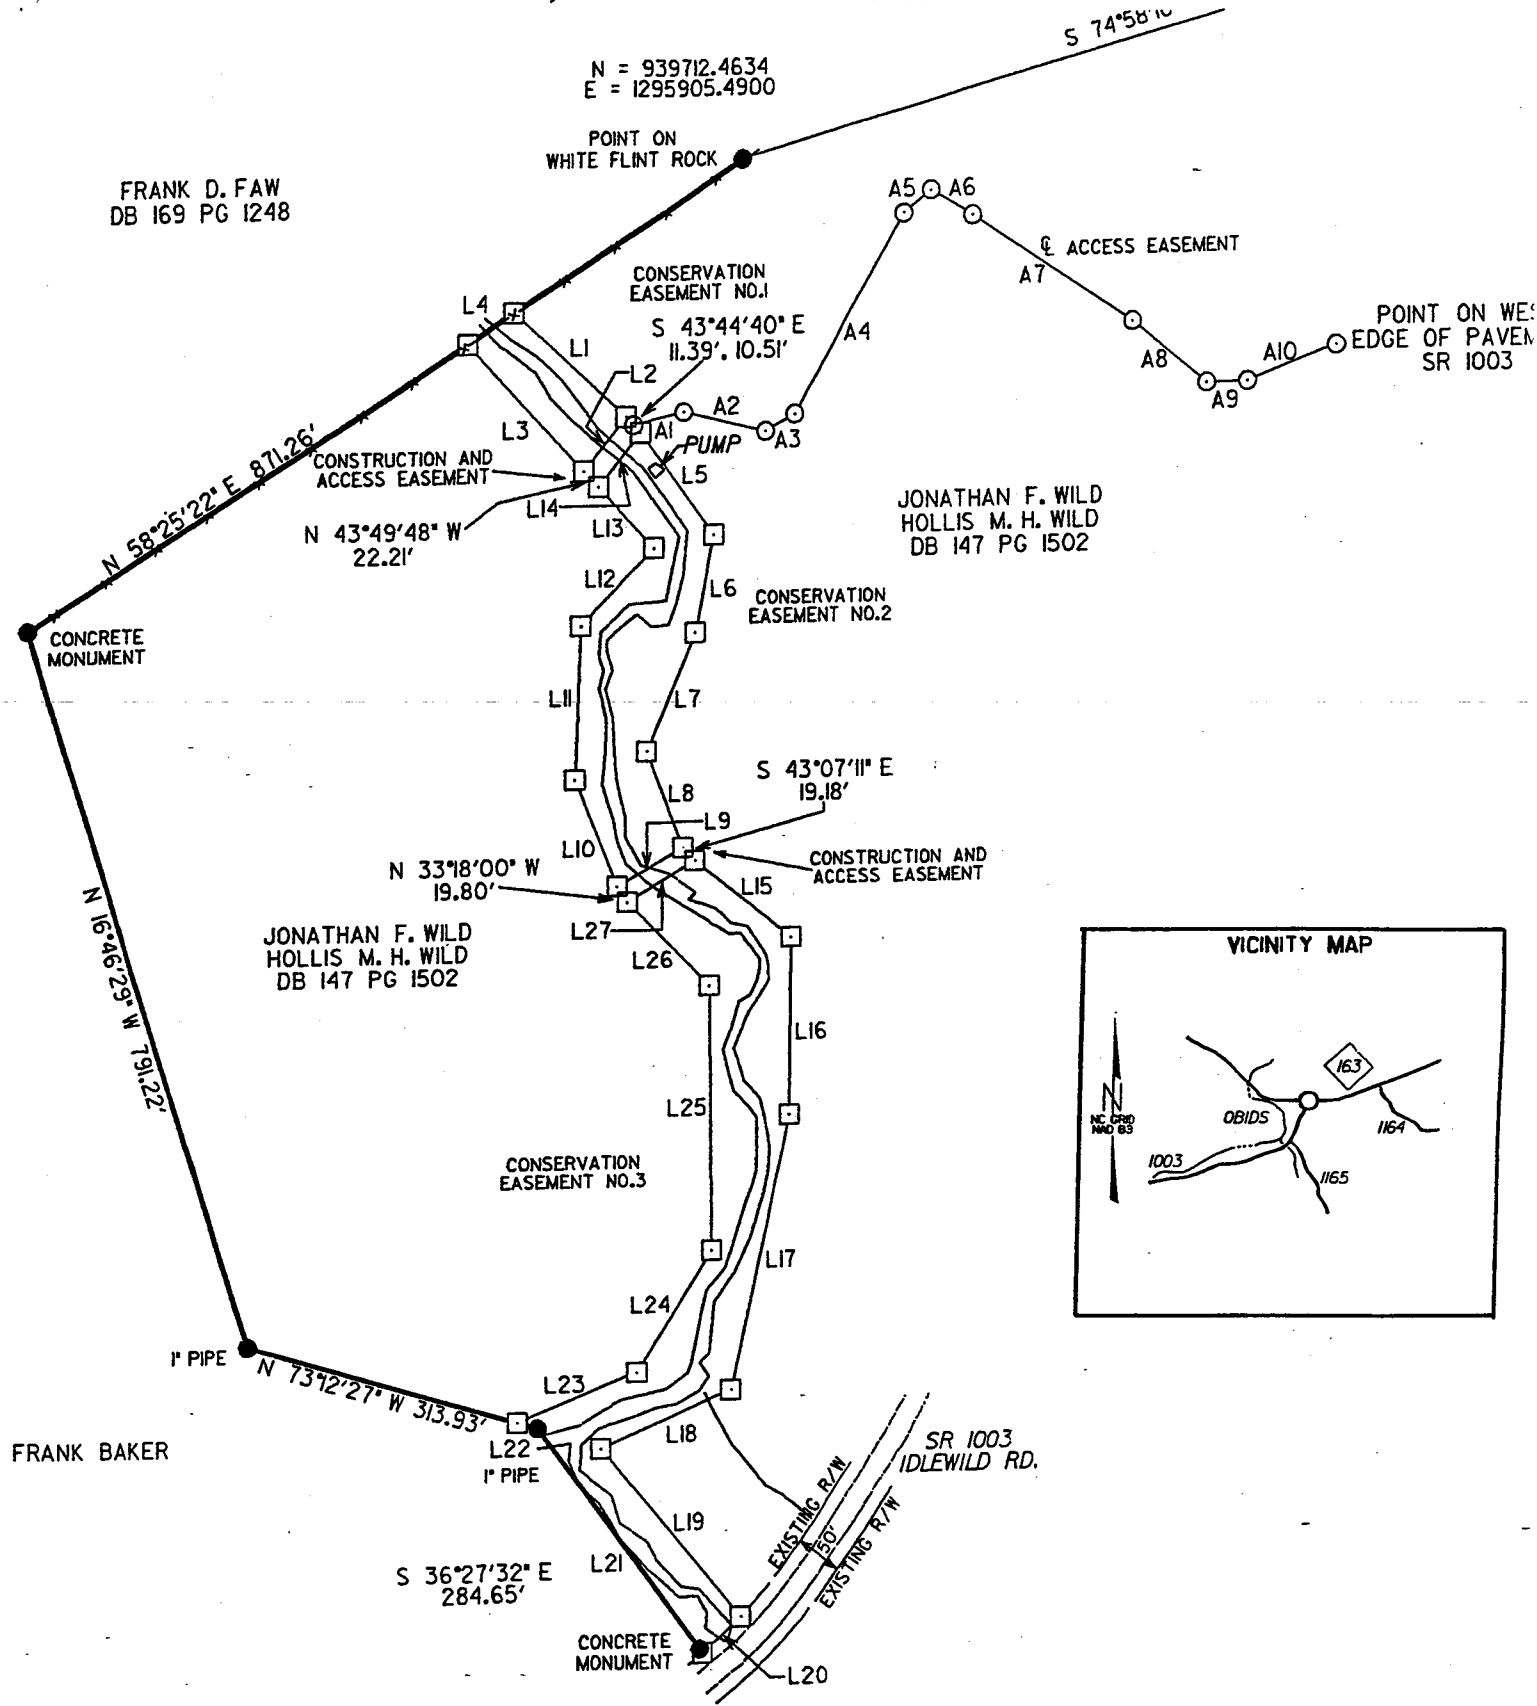 S 74°58'10
N = 939712.4634
E = 1295905.4900
POINT ON
WHITE FLINT ROCK
FRANK D. FAW
DB 169 PG 1248
A5
A6
℄ ACCESS EASEMENT
A7
CONSERVATION
EASEMENT NO.1
S 43°44'40" E
11.39', 10.51'
L4
L1
A4
POINT ON WES
EDGE OF PAVEM
SR 1003
A8
A10
A9
L2
A2
A1
A3
L3
PUMP
L5
N 58°25'22" E 871.26'
CONSTRUCTION AND
ACCESS EASEMENT
L14
L13
N 43°49'48" W
22.21'
JONATHAN F. WILD
HOLLIS M. H. WILD
DB 147 PG 1502
L12
L6
CONSERVATION
EASEMENT NO.2
CONCRETE
MONUMENT
L11
L7
S 43°07'11" E
19.18'
L8
L9
L10
CONSTRUCTION AND
ACCESS EASEMENT
N 33°18'00" W
19.80'
L15
L27
L26
N 16°46'29" W 791.22'
JONATHAN F. WILD
HOLLIS M. H. WILD
DB 147 PG 1502
VICINITY MAP
163
N
NC GRID
NAD 83
OBIDS
1164
1003
1165
L16
L25
CONSERVATION
EASEMENT NO.3
L17
L24
1" PIPE
N 73°12'27" W 313.93'
L23
L18
L22
1" PIPE
FRANK BAKER
SR 1003
IDLEWILD RD.
EXISTING R/W
50'
EXISTING R/W
L19
L21
S 36°27'32" E
284.65'
CONCRETE
MONUMENT
L20